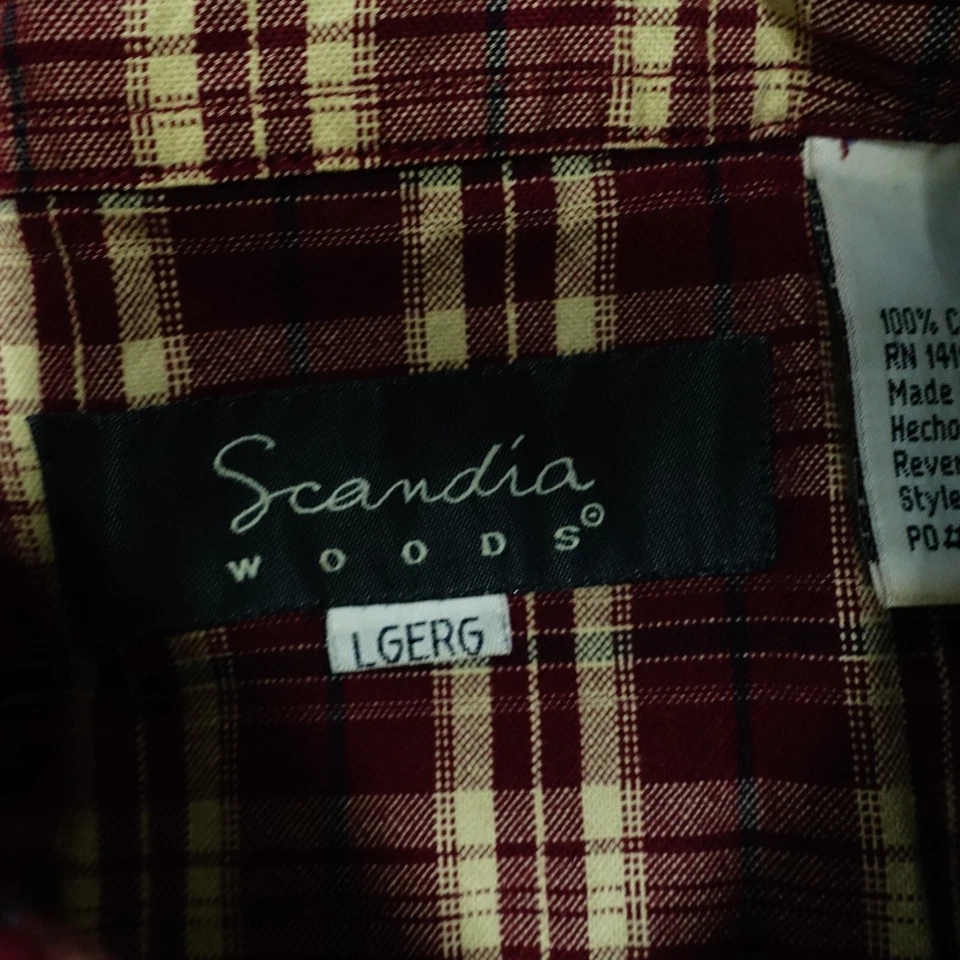 Scandia
WOODS
LGERG
100% C
RN 141
Made
Hecho
Rever
Style
PO#